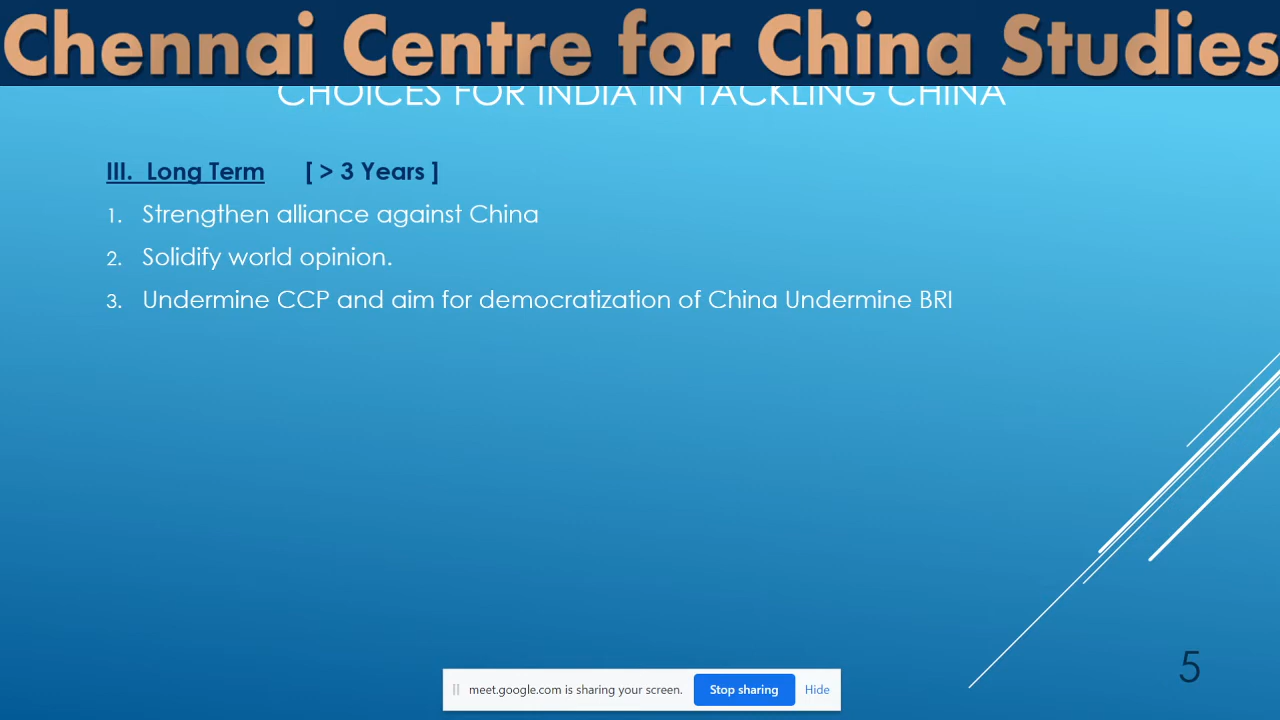 Chennai Centre for China Studies
CHOICES FOR INDIA IN TACKLING CHINA
III. Long Term [ > 3 Years ]
1. Strengthen alliance against China
2. Solidify world opinion.
3. Undermine CCP and aim for democratization of China Undermine BRI
5
meet.google.com is sharing your screen. Stop sharing Hide